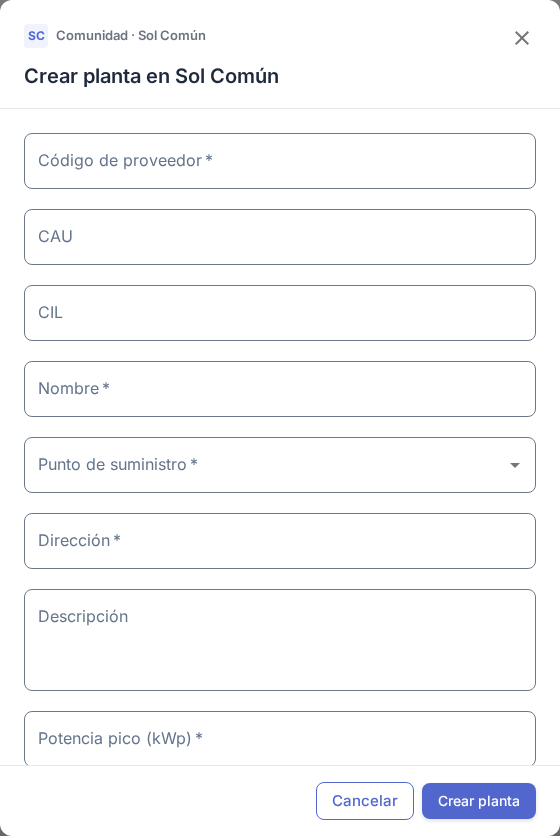 SC Comunidad · Sol Común
Crear planta en Sol Común
Código de proveedor *
CAU
CIL
Nombre *
Punto de suministro *
Dirección *
Descripción
Potencia pico (kWp) *
Cancelar Crear planta